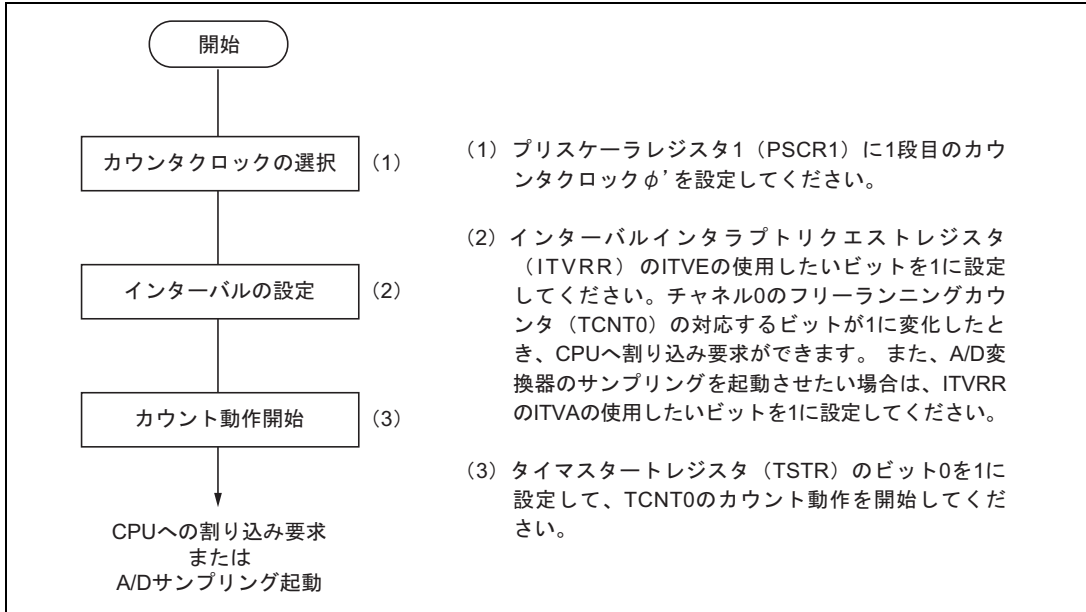 開始
カウンタクロックの選択 (1)
インターバルの設定 (2)
カウント動作開始 (3)
CPUへの割り込み要求
または
A/Dサンプリング起動
(1) プリスケーラレジスタ1(PSCR1)に1段目のカウ
ンタクロックφ'を設定してください。
(2) インターバルインタラプトリクエストレジスタ
(ITVRR)のITVEの使用したいビットを1に設定
してください。チャネル0のフリーランニングカウ
ンタ(TCNT0)の対応するビットが1に変化したと
き、CPUへ割り込み要求ができます。 また、A/D変
換器のサンプリングを起動させたい場合は、ITVRR
のITVAの使用したいビットを1に設定してください。
(3) タイマスタートレジスタ(TSTR)のビット0を1に
設定して、TCNT0のカウント動作を開始してくだ
さい。